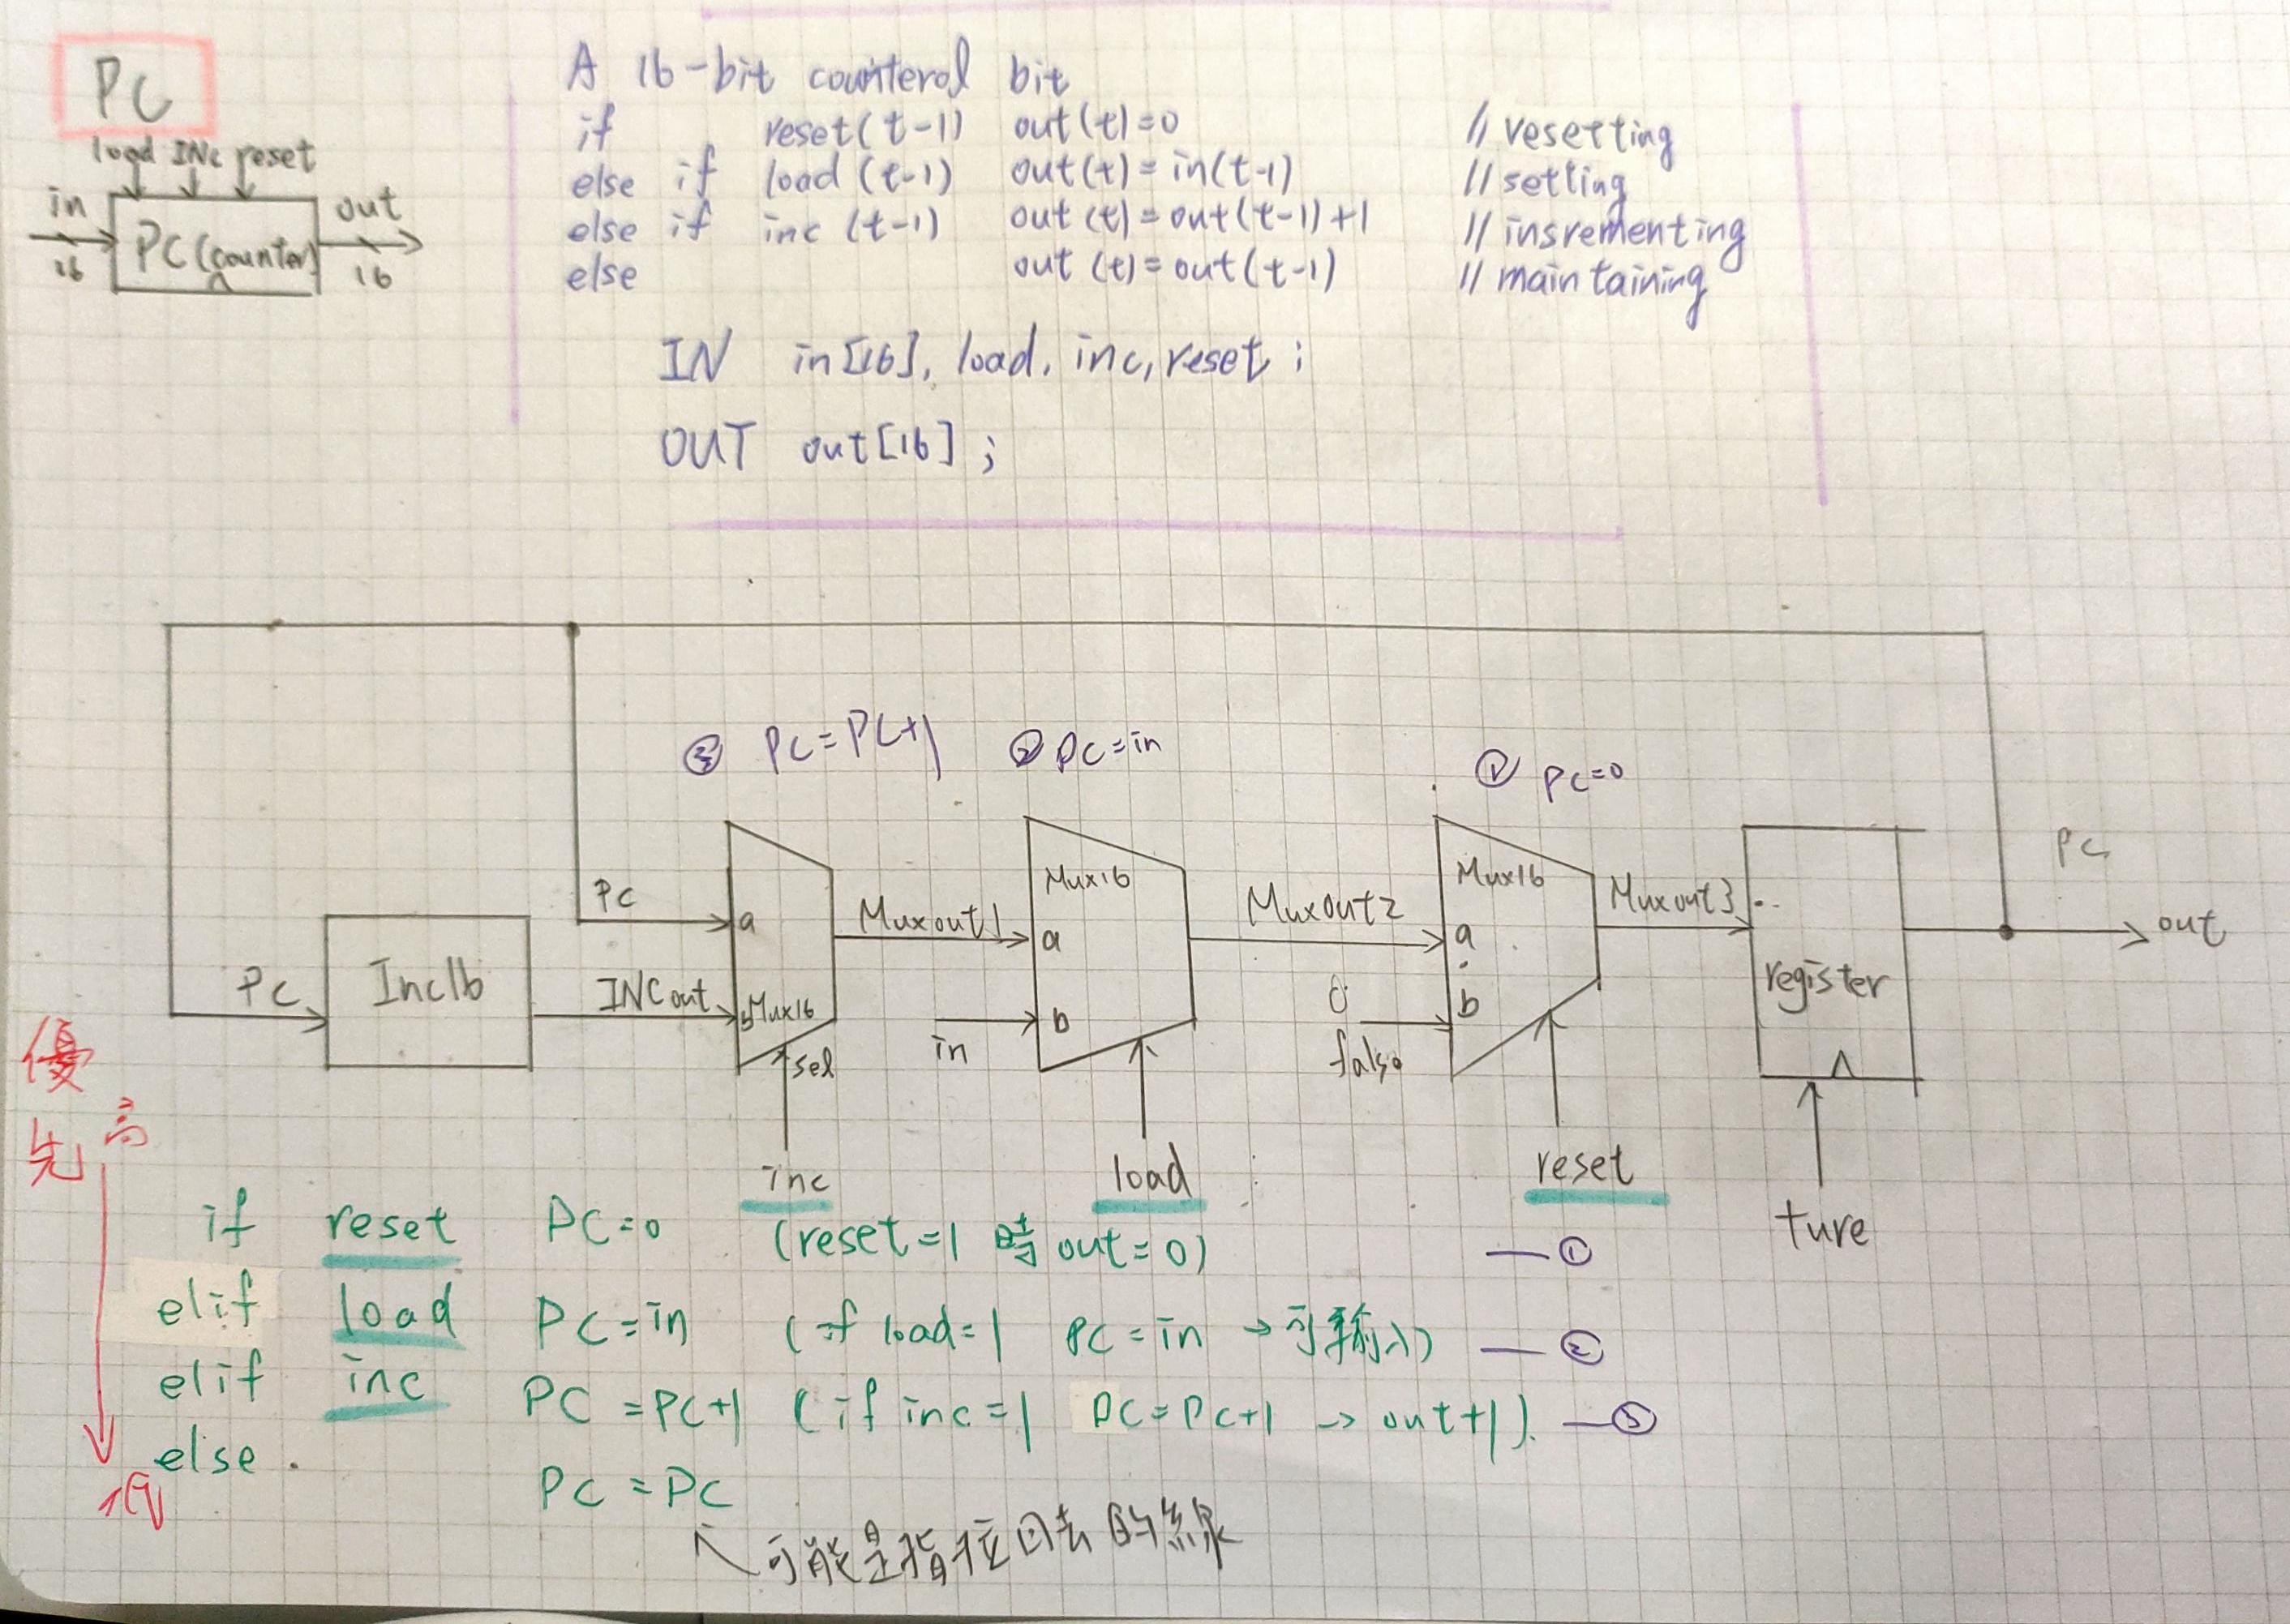 PC
load INc reset
in
16
PC(counter)
out
16
A 16-bit counterol bit
if reset(t-1) out(t)=0 // resetting
else if load (t-1) out(t) = in(t-1) // setling
else if inc (t-1) out (t) = out(t-1)+1 // insrementing
else out (t) = out(t-1) // maintaining
IN in[16], load, inc, reset ;
OUT out[16] ;
③ PC=PC+1
② PC=in
① PC=0
PC
Inc16
PC
INCout
a
b
Mux16
sel
inc
Muxout1
in
Mux16
a
b
load
Muxout2
0
false
Mux16
a
b
reset
Muxout3
register
ture
PC
out
優先
高
低
if reset PC=0 (reset=1 時 out=0) —①
elif load PC=in (if load=1 PC=in → 可輸入) —②
elif inc PC=PC+1 (if inc=1 PC=PC+1 → out+1). —③
else. PC = PC
可能是指拉回去的線